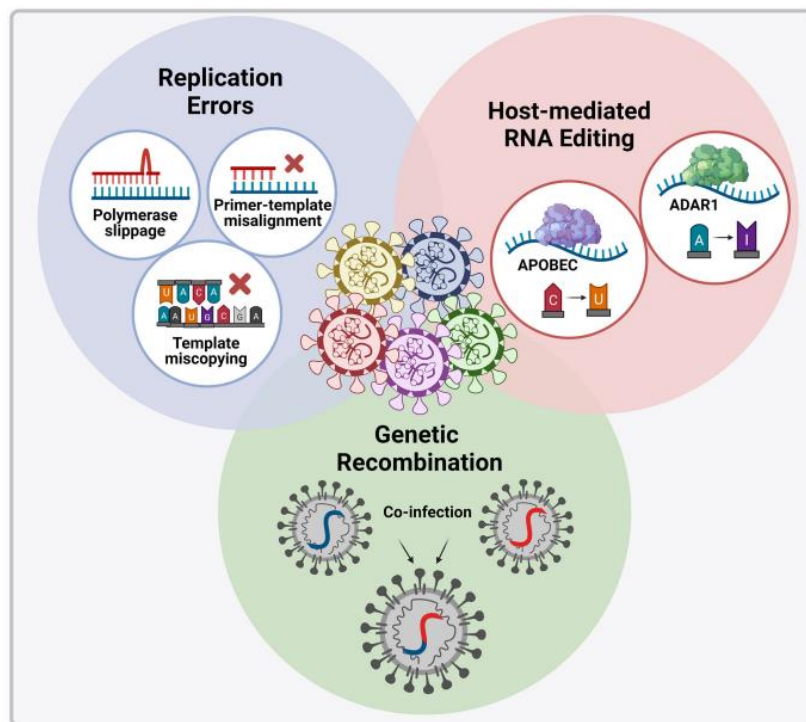 Replication
Errors
Polymerase
slippage
Primer-template
misalignment
U A C A
A A U G C G A
Template
miscopying
Host-mediated
RNA Editing
ADAR1
A I
APOBEC
C U
Genetic
Recombination
Co-infection